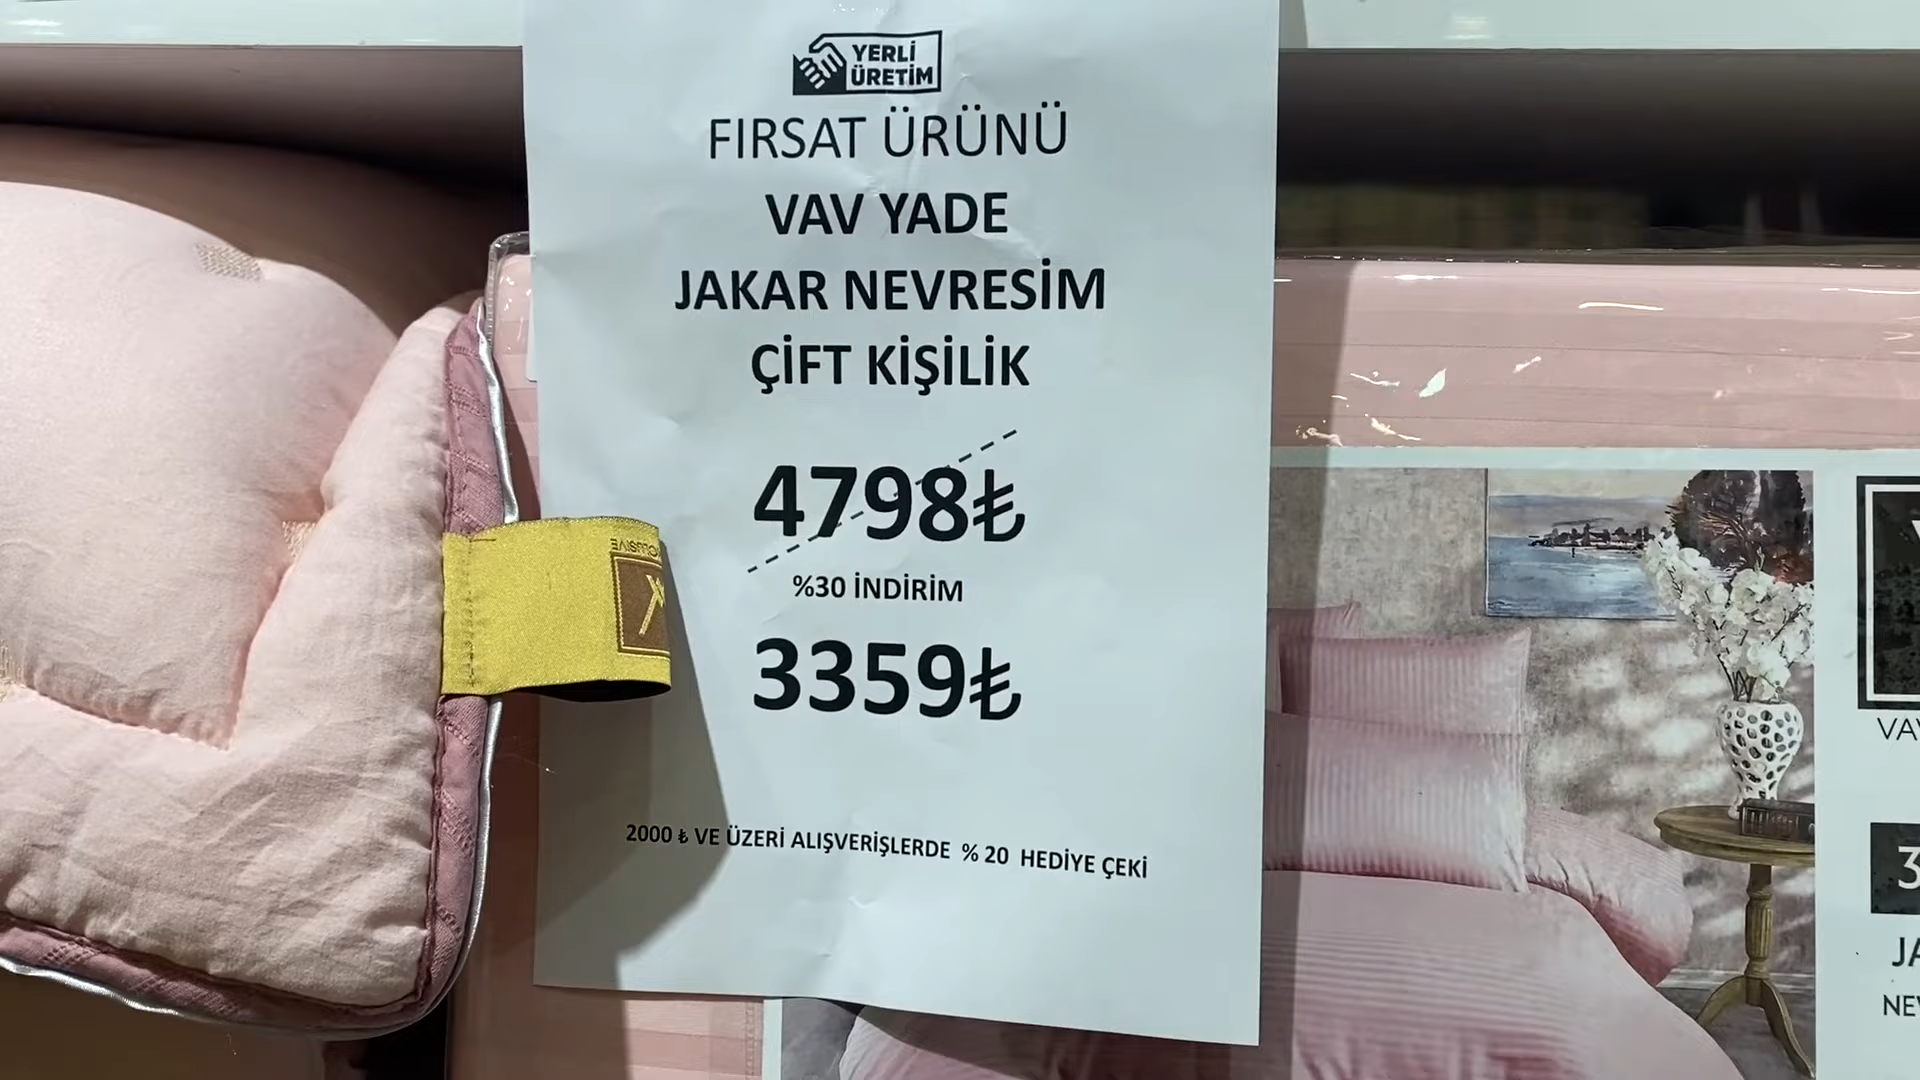 YERLİ
ÜRETİM
FIRSAT ÜRÜNÜ
VAV YADE
JAKAR NEVRESİM
ÇİFT KİŞİLİK
4798₺
%30 İNDİRİM
3359₺
2000 ₺ VE ÜZERİ ALIŞVERİŞLERDE % 20 HEDİYE ÇEKİ